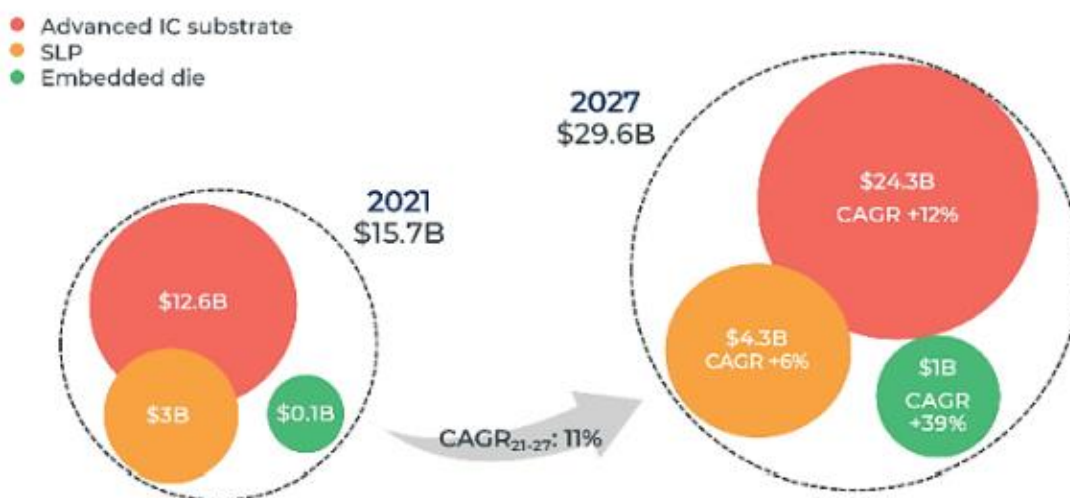 Advanced IC substrate
SLP
Embedded die
2021
$15.7B
$12.6B
$3B
$0.1B
CAGR21-27: 11%
2027
$29.6B
$24.3B
CAGR +12%
$4.3B
CAGR +6%
$1B
CAGR
+39%